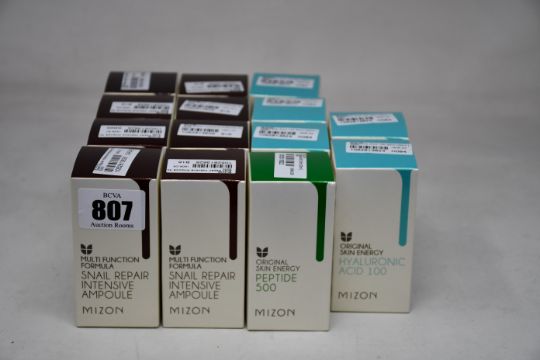 BCVA
807
Auction Rooms
MULTI FUNCTION
FORMULA
SNAIL REPAIR
INTENSIVE
AMPOULE
MIZON
MULTI FUNCTION
FORMULA
SNAIL REPAIR
INTENSIVE
AMPOULE
MIZON
ORIGINAL
SKIN ENERGY
PEPTIDE
500
MIZON
ORIGINAL
SKIN ENERGY
HYALURONIC
ACID 100
MIZON